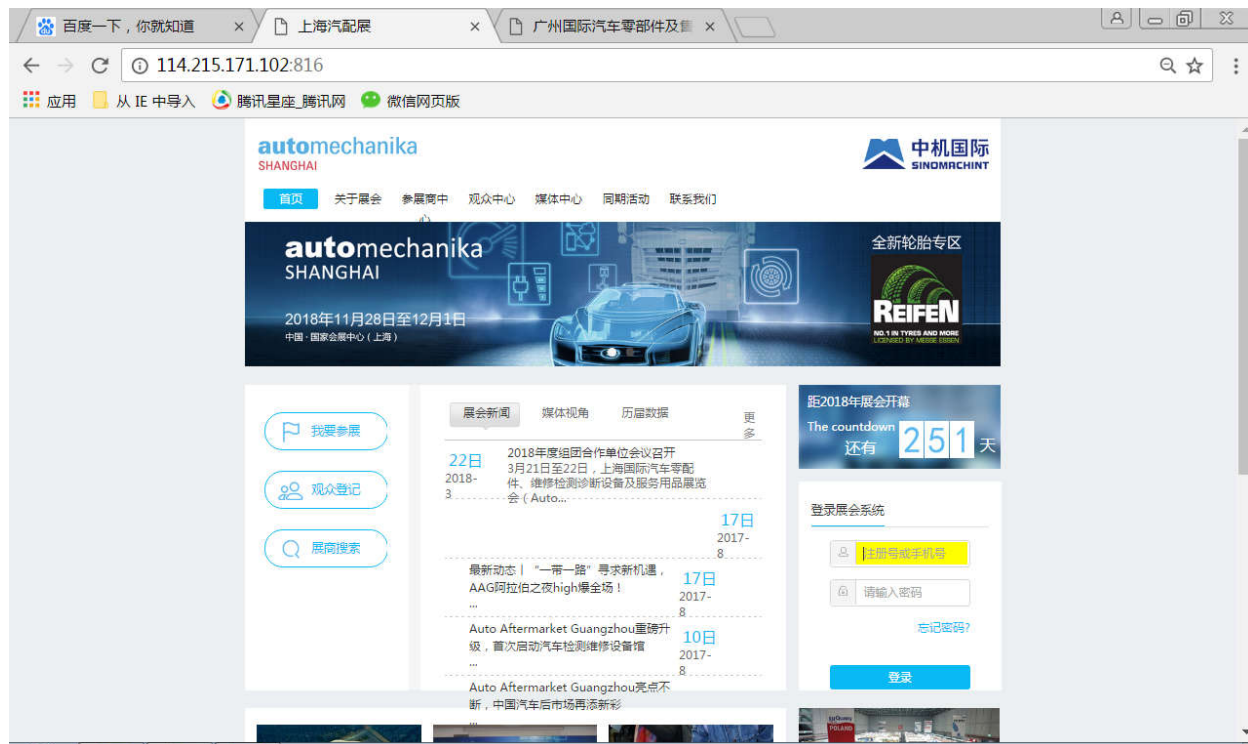 百度一下，你就知道
上海汽配展
广州国际汽车零部件及售
114.215.171.102:816
应用
从 IE 中导入
腾讯星座_腾讯网
微信网页版
automechanika
SHANGHAI
中机国际
SINOMACHINT
首页
关于展会
参展商中心
观众中心
媒体中心
同期活动
联系我们
automechanika
SHANGHAI
2018年11月28日至12月1日
中国·国家会展中心（上海）
全新轮胎专区
REIFEN
NO.1 IN TYRES AND MORE
LICENSED BY MESSE ESSEN
我要参展
观众登记
展商搜索
展会新闻
媒体视角
历届数据
更
多
22日
2018-
3
2018年度组团合作单位会议召开
3月21日至22日，上海国际汽车零配
件、维修检测诊断设备及服务用品展览
会（Auto...
17日
2017-
8
最新动态| “一带一路”寻求新机遇，
AAG阿拉伯之夜high爆全场！
...
17日
2017-
8
Auto Aftermarket Guangzhou重磅升
级，首次启动汽车检测维修设备馆
...
10日
2017-
8
Auto Aftermarket Guangzhou亮点不
断，中国汽车后市场再添新彩
...
距2018年展会开幕
The countdown
还有
251
天
登录展会系统
注册号或手机号
请输入密码
忘记密码?
登录
POLAND